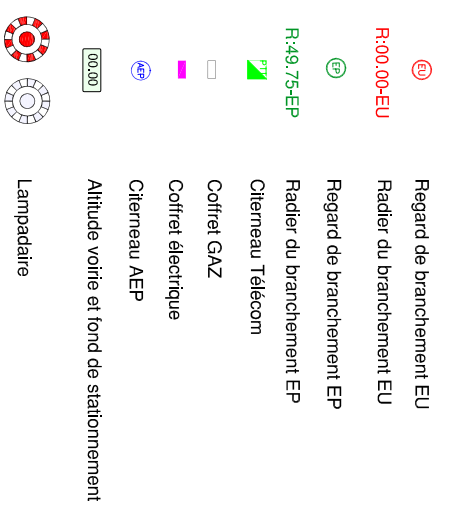 EU Regard de branchement EU
R:00.00-EU Radier du branchement EU
EP Regard de branchement EP
R:49.75-EP Radier du branchement EP
PTT Citerneau Télécom
Coffret GAZ
Coffret électrique
AEP Citerneau AEP
00.00 Altitude voirie et fond de stationnement
Lampadaire